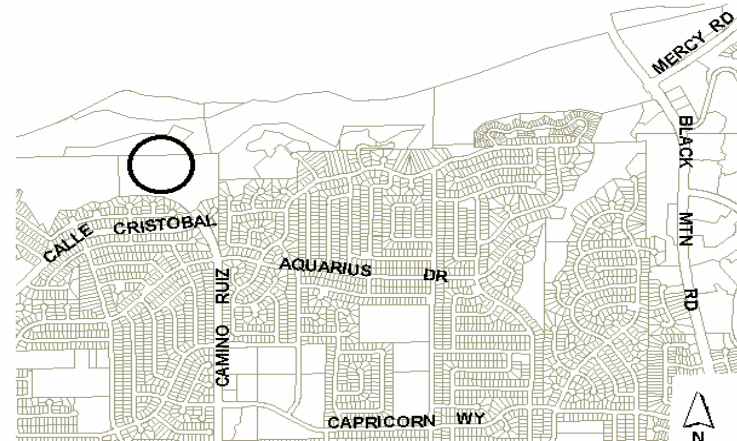 MERCY RD
BLACK MTN RD
CALLE CRISTOBAL
AQUARIUS DR
CAMINO RUIZ
CAPRICORN WY
N